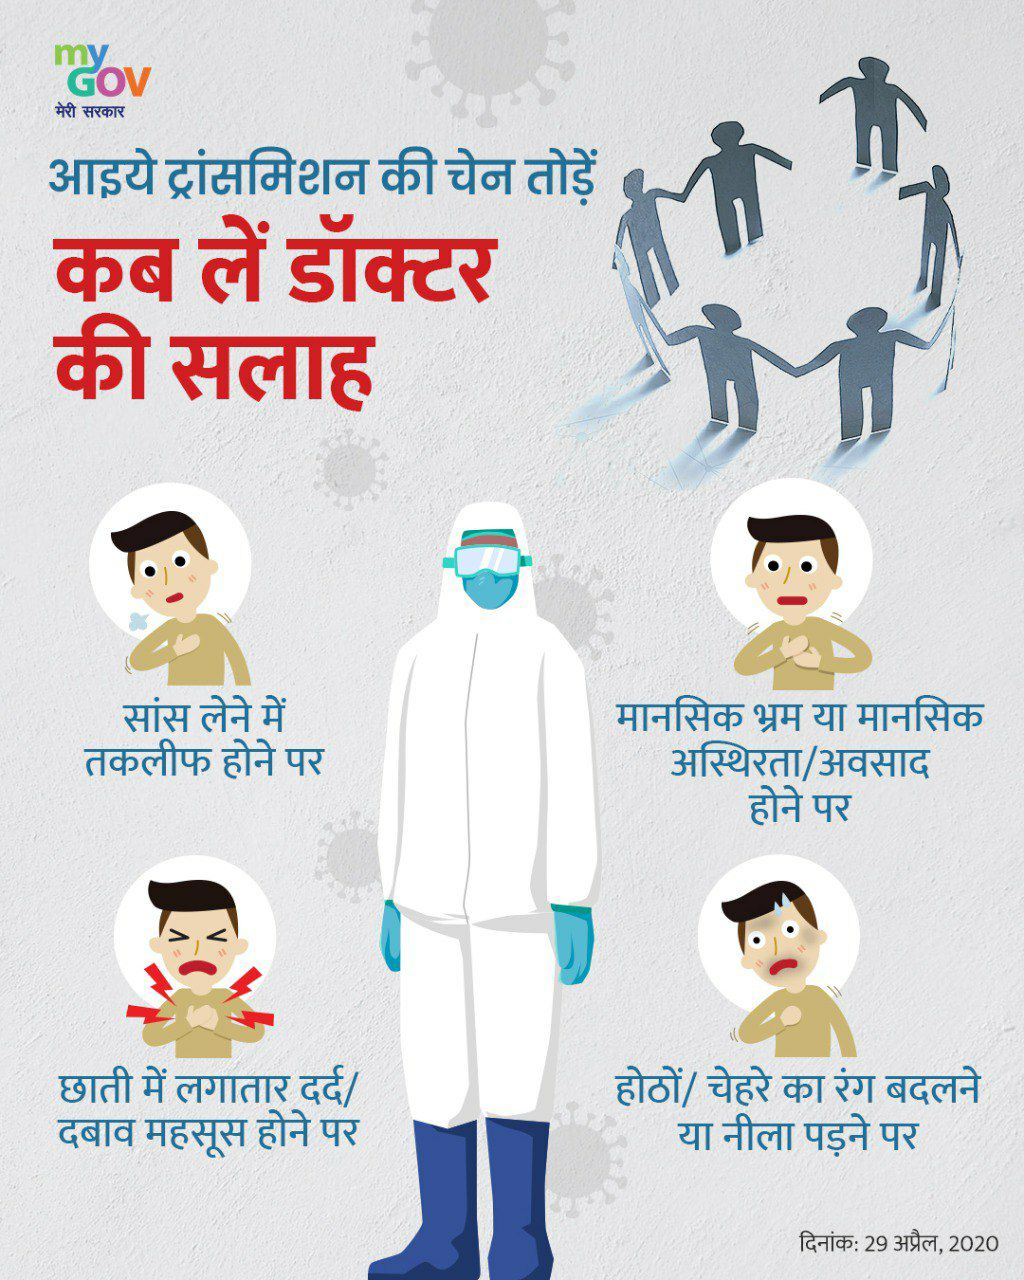 my
GOV
मेरी सरकार
आइये ट्रांसमिशन की चेन तोड़ें
कब लें डॉक्टर
की सलाह
सांस लेने में
तकलीफ होने पर
मानसिक भ्रम या मानसिक
अस्थिरता/अवसाद
होने पर
छाती में लगातार दर्द/
दबाव महसूस होने पर
होठों/ चेहरे का रंग बदलने
या नीला पड़ने पर
दिनांक: 29 अप्रैल, 2020